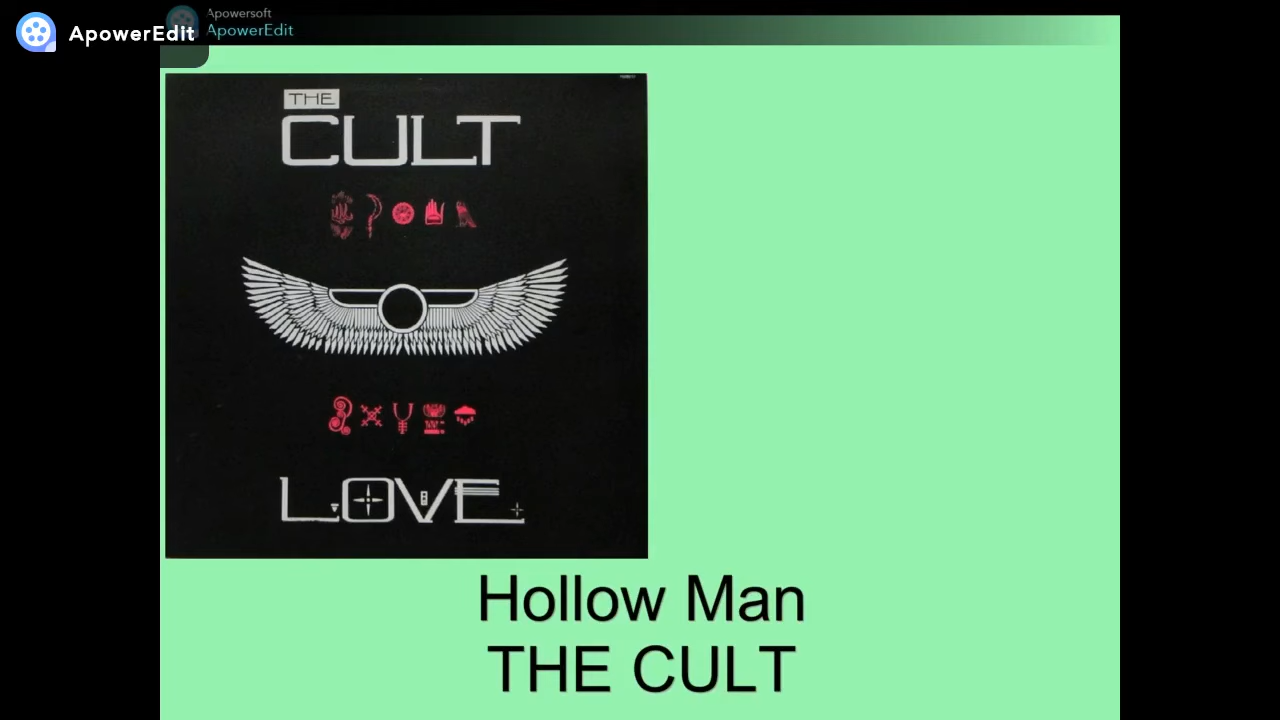 Apowersoft
ApowerEdit
ApowerEdit
THE
CULT
LOVE
Hollow Man
THE CULT